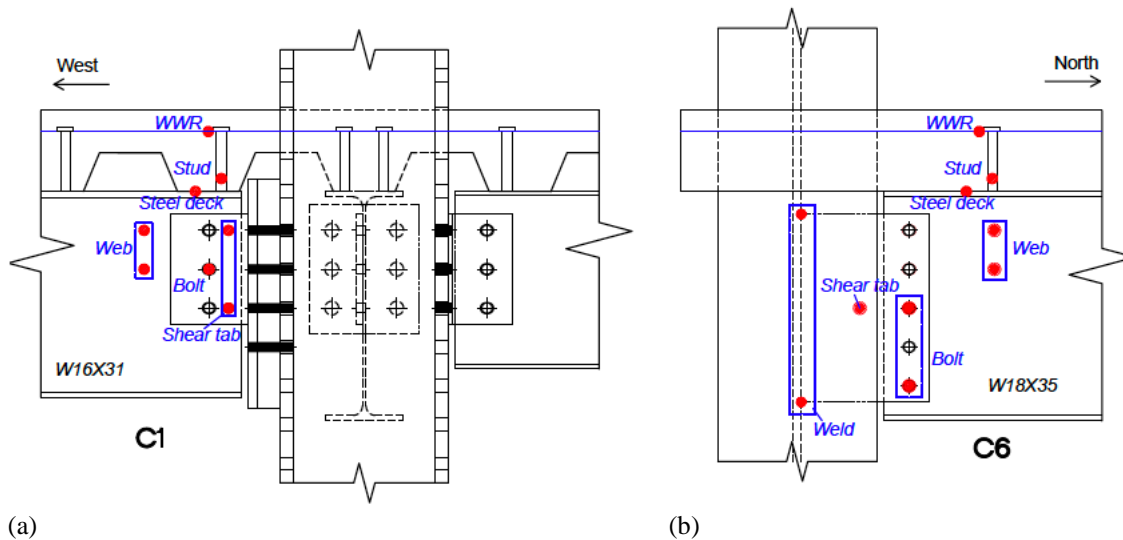 West
WWR
Stud
Steel deck
Web
Bolt
Shear tab
W16X31
C1
(a)
North
WWR
Stud
Steel deck
Web
Shear tab
Bolt
W18X35
Weld
C6
(b)